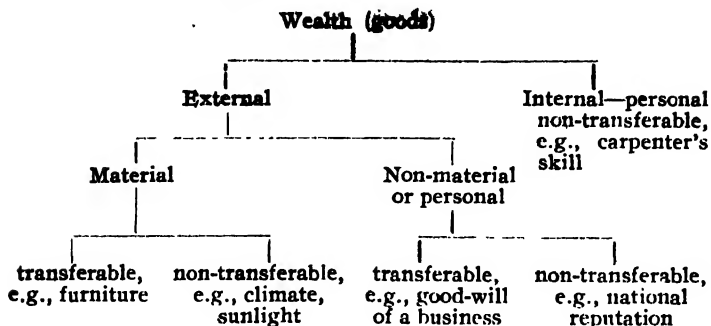 Wealth (goods)
External
Internal—personal
non-transferable,
e.g., carpenter's
skill
Material
Non-material
or personal
transferable,
e.g., furniture
non-transferable,
e.g., climate,
sunlight
transferable,
e.g., good-will
of a business
non-transferable,
e.g., national
reputation